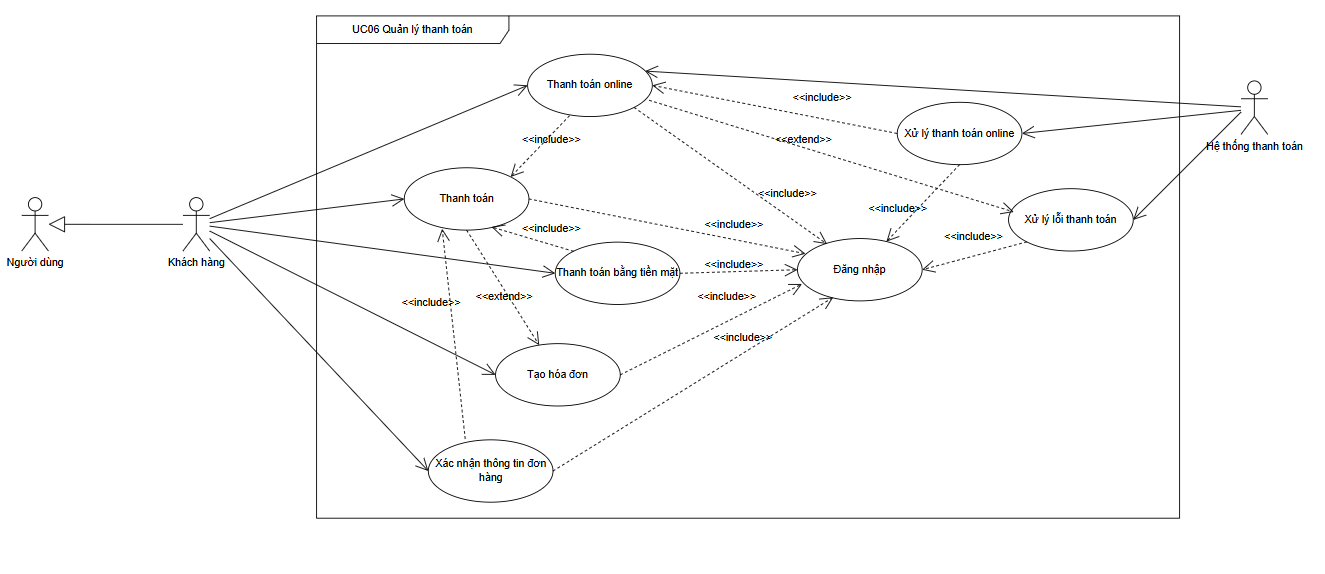 UC06 Quản lý thanh toán
Thanh toán online
<<include>>
Xử lý thanh toán online
<<include>>
<<extend>>
Hệ thống thanh toán
Thanh toán
<<include>>
<<include>>
Xử lý lỗi thanh toán
<<include>>
<<include>>
<<include>>
Người dùng
Khách hàng
Thanh toán bằng tiền mặt
<<include>>
Đăng nhập
<<include>>
<<extend>>
<<include>>
<<include>>
Tạo hóa đơn
Xác nhận thông tin đơn
hàng